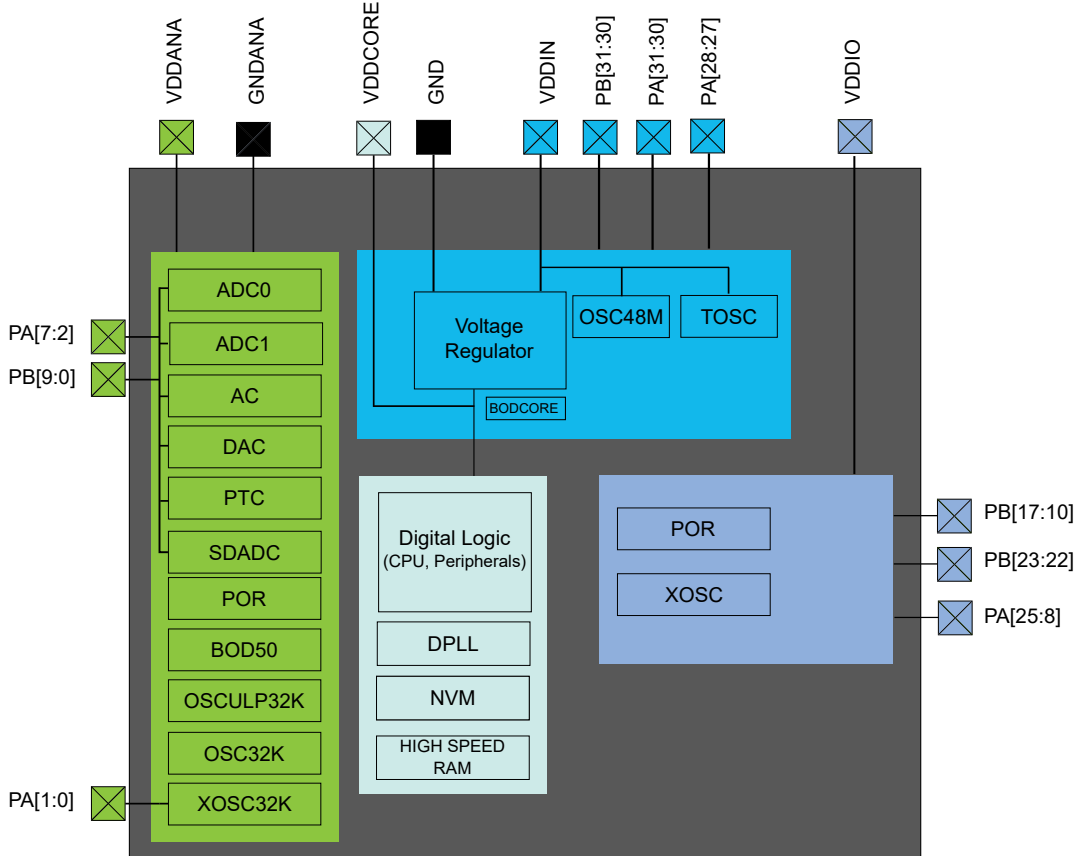 VDDANA
GNDANA
VDDCORE
GND
VDDIN
PB[31:30]
PA[31:30]
PA[28:27]
VDDIO
PA[7:2]
PB[9:0]
PA[1:0]
ADC0
ADC1
AC
DAC
PTC
SDADC
POR
BOD50
OSCULP32K
OSC32K
XOSC32K
Voltage
Regulator
OSC48M
TOSC
BODCORE
Digital Logic
(CPU, Peripherals)
DPLL
NVM
HIGH SPEED
RAM
POR
XOSC
PB[17:10]
PB[23:22]
PA[25:8]